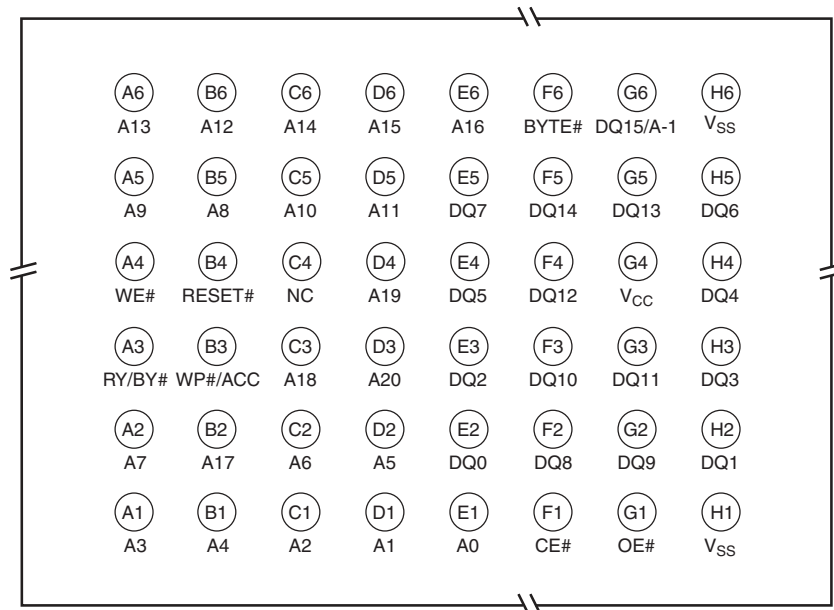 A6 B6 C6 D6 E6 F6 G6 H6
A13 A12 A14 A15 A16 BYTE# DQ15/A-1 VSS
A5 B5 C5 D5 E5 F5 G5 H5
A9 A8 A10 A11 DQ7 DQ14 DQ13 DQ6
A4 B4 C4 D4 E4 F4 G4 H4
WE# RESET# NC A19 DQ5 DQ12 VCC DQ4
A3 B3 C3 D3 E3 F3 G3 H3
RY/BY# WP#/ACC A18 A20 DQ2 DQ10 DQ11 DQ3
A2 B2 C2 D2 E2 F2 G2 H2
A7 A17 A6 A5 DQ0 DQ8 DQ9 DQ1
A1 B1 C1 D1 E1 F1 G1 H1
A3 A4 A2 A1 A0 CE# OE# VSS